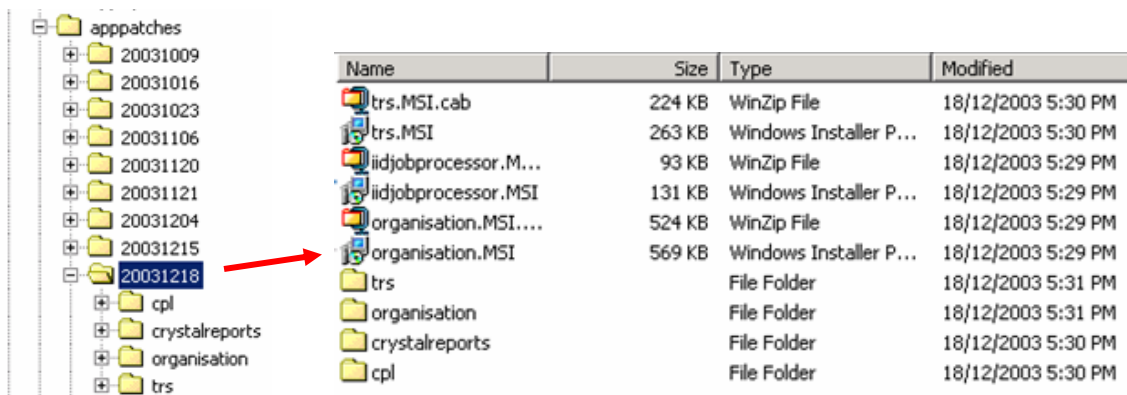 apppatches
20031009
20031016
20031023
20031106
20031120
20031121
20031204
20031215
20031218
cpl
crystalreports
organisation
trs
Name Size Type Modified
trs.MSI.cab 224 KB WinZip File 18/12/2003 5:30 PM
trs.MSI 263 KB Windows Installer P... 18/12/2003 5:30 PM
iidjobprocessor.M... 93 KB WinZip File 18/12/2003 5:29 PM
iidjobprocessor.MSI 131 KB Windows Installer P... 18/12/2003 5:29 PM
organisation.MSI.... 524 KB WinZip File 18/12/2003 5:29 PM
organisation.MSI 569 KB Windows Installer P... 18/12/2003 5:29 PM
trs File Folder 18/12/2003 5:31 PM
organisation File Folder 18/12/2003 5:31 PM
crystalreports File Folder 18/12/2003 5:30 PM
cpl File Folder 18/12/2003 5:30 PM